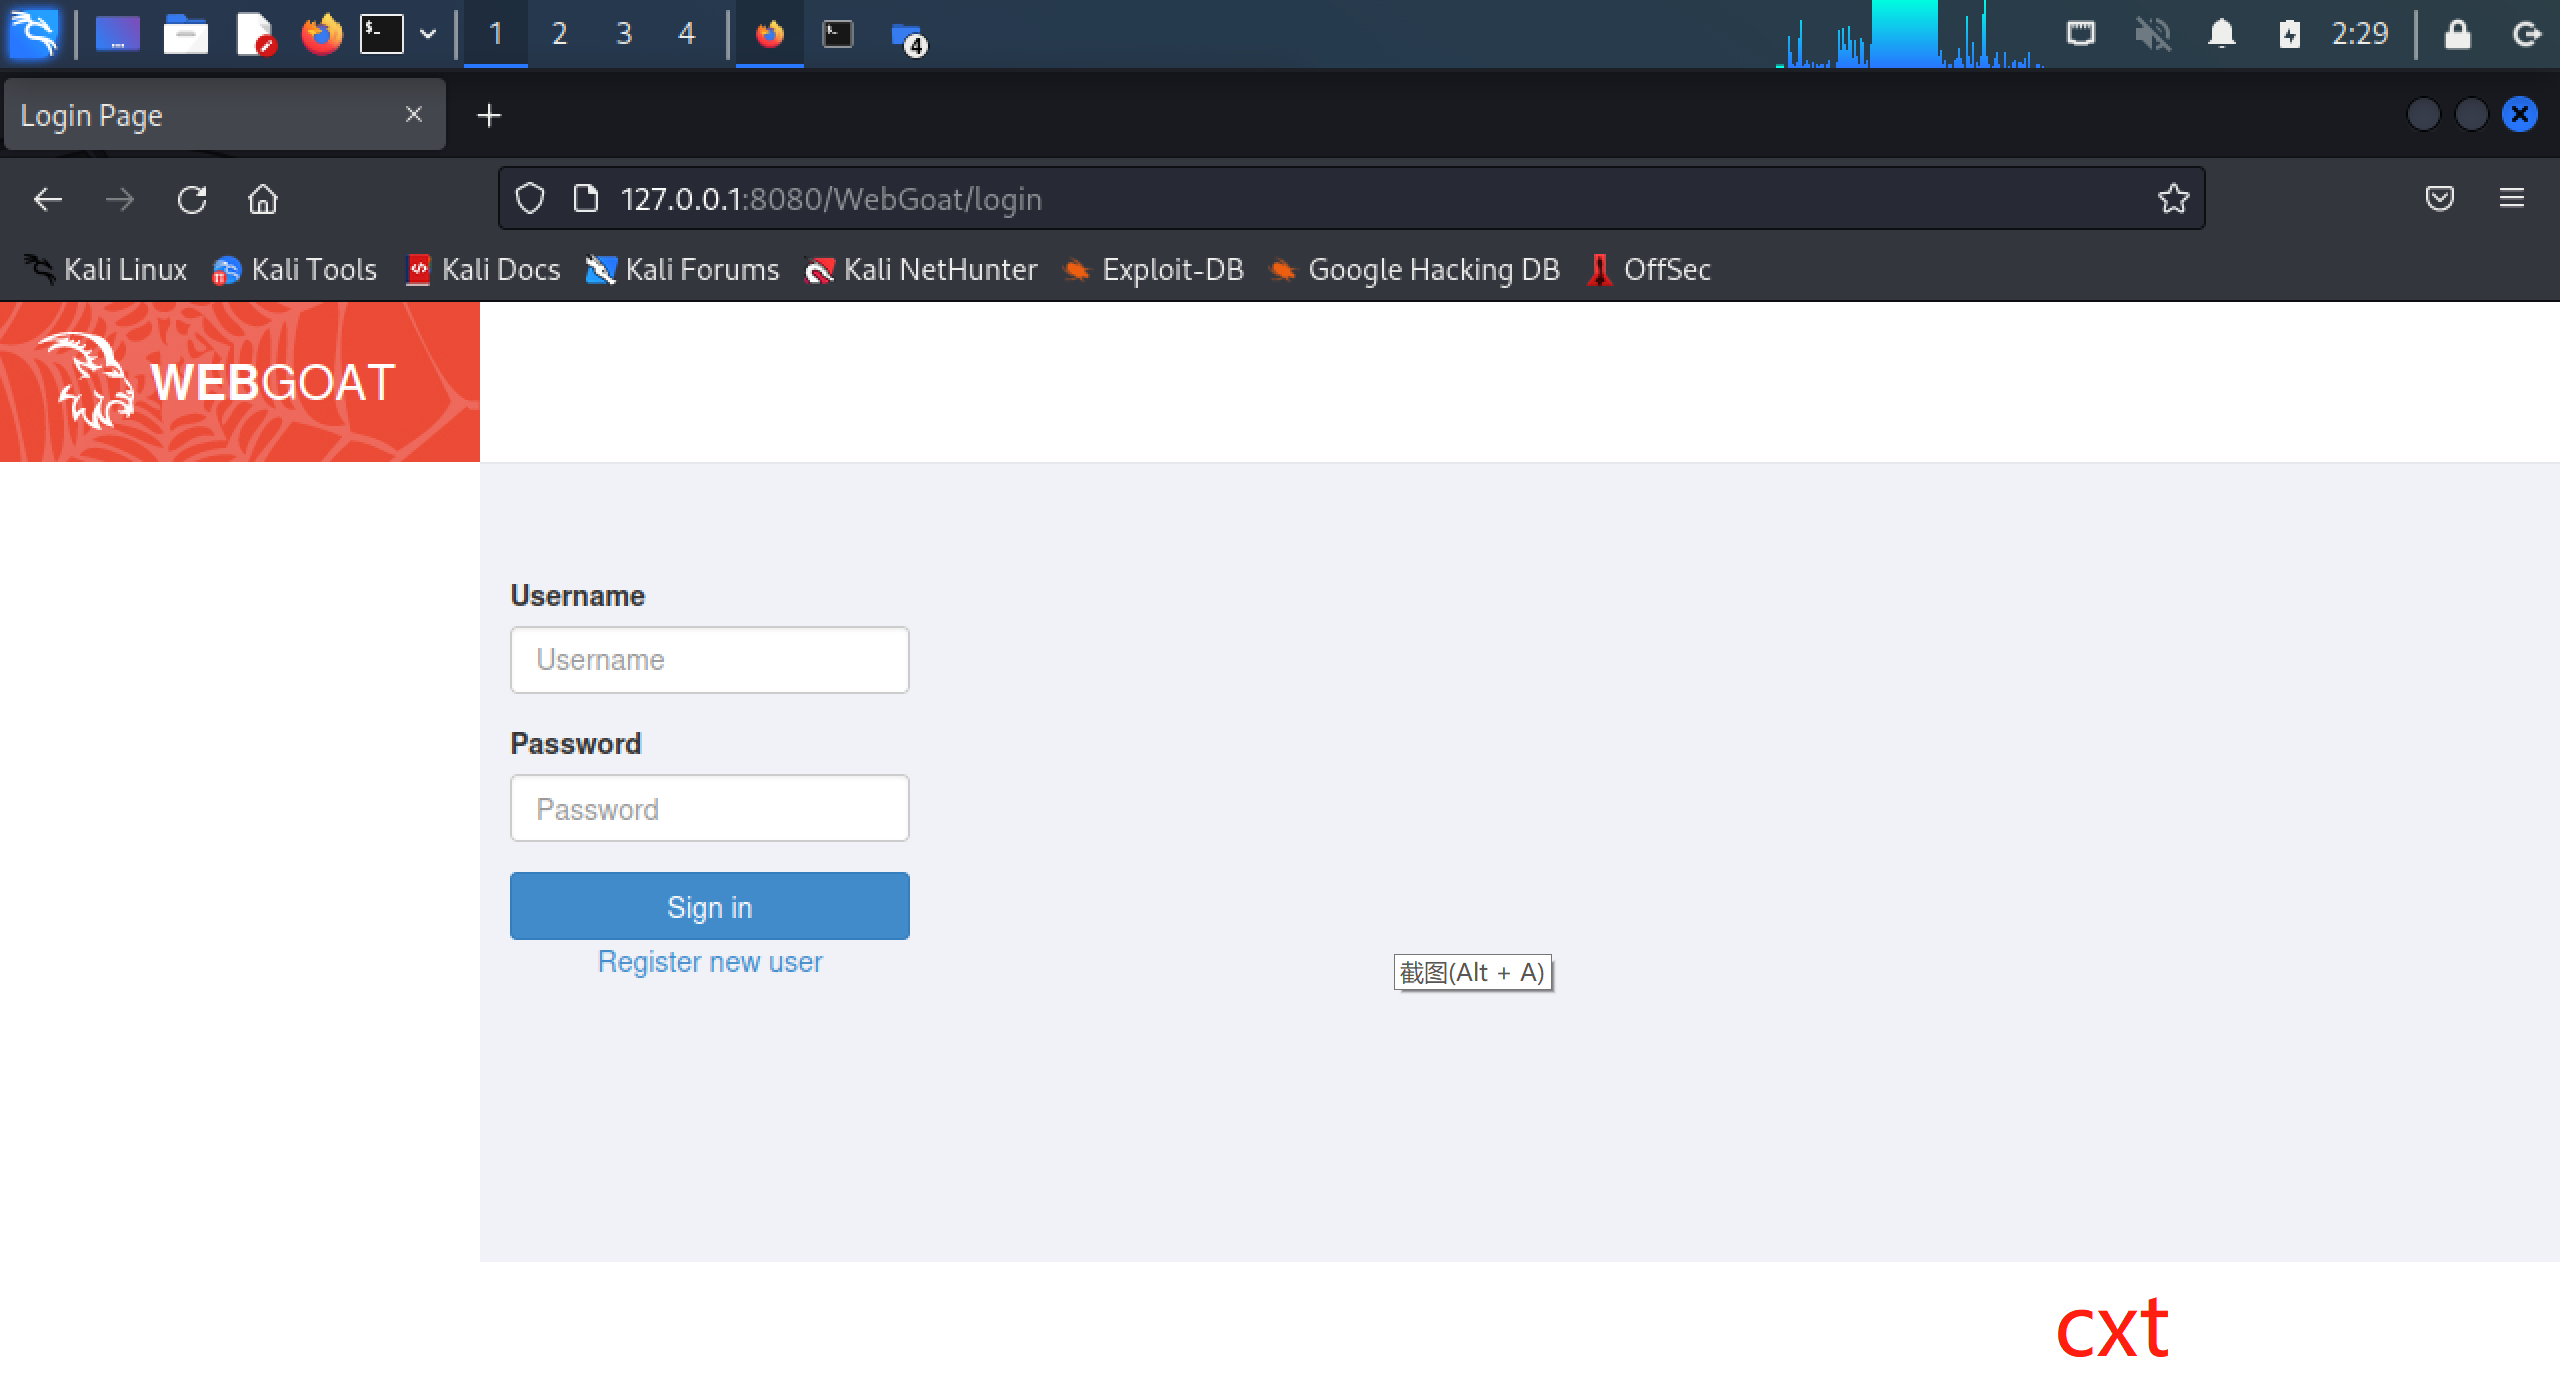 1 2 3 4 4 2:29
Login Page
127.0.0.1:8080/WebGoat/login
Kali Linux Kali Tools Kali Docs Kali Forums Kali NetHunter Exploit-DB Google Hacking DB OffSec
WEBGOAT
Username
Username
Password
Password
Sign in
Register new user
截图(Alt + A)
cxt